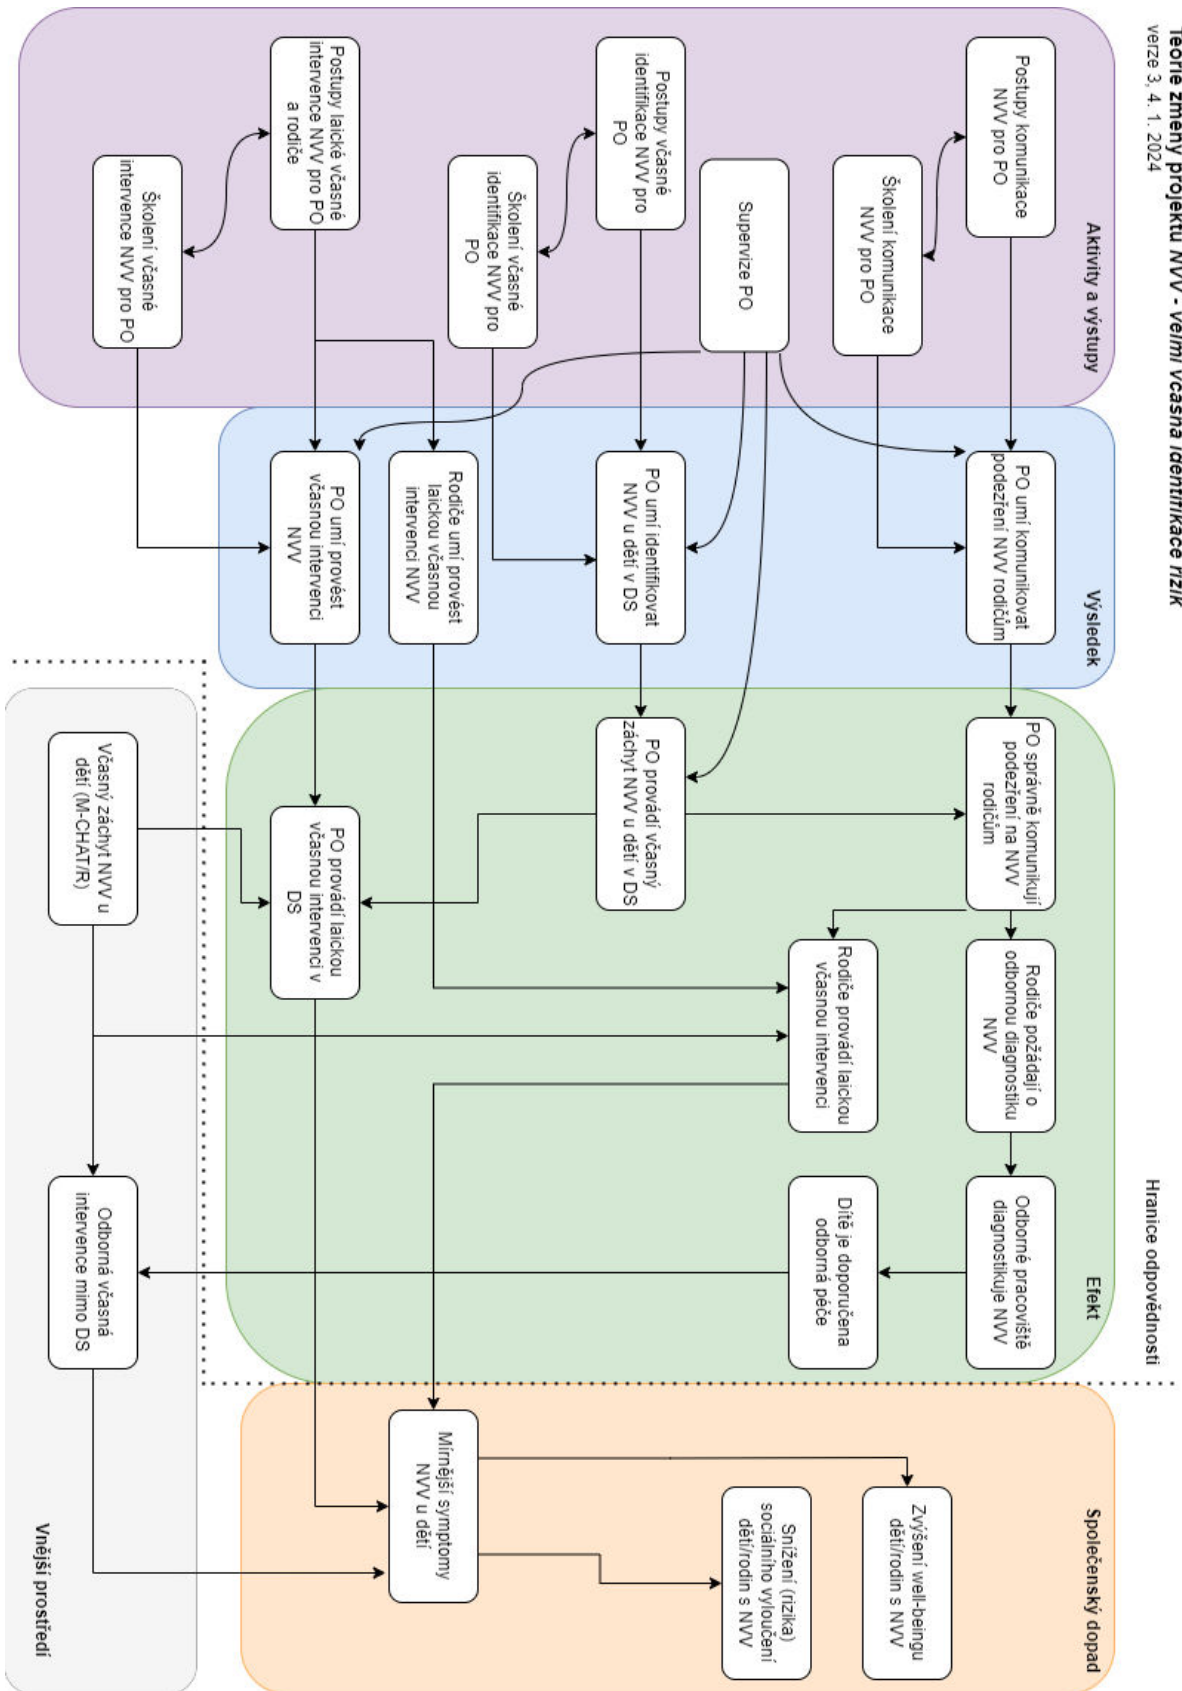 Teorie změny projektu NVV - velmi včasná identifikace rizik
verze 3, 4. 1. 2024
Hranice odpovědnosti
Aktivity a výstupy
Postupy komunikace
NVV pro PO
Školení komunikace
NVV pro PO
Supervize PO
Postupy včasné
identifikace NVV pro
PO
Školení včasné
identifikace NVV pro
PO
Postupy laické včasné
intervence NVV pro PO
a rodiče
Školení včasné
intervence NVV pro PO
Výsledek
PO umí komunikovat
podezření NVV rodičům
PO umí identifikovat
NVV u dětí v DS
Rodiče umí provést
laickou včasnou
intervenci NVV
PO umí provést
včasnou intervenci
NVV
Efekt
PO správně komunikují
podezření na NVV
rodičům
Rodiče požádají o
odbornou diagnostiku
NVV
Odborné pracoviště
diagnostikuje NVV
Rodiče provádí laickou
včasnou intervenci
Dítě je doporučena
odborná péče
PO provádí včasný
záchyt NVV u dětí v DS
PO provádí laickou
včasnou intervenci v
DS
Společenský dopad
Zvýšení well-beingu
dětí/rodin s NVV
Snížení (rizika)
sociálního vyloučení
dětí/rodin s NVV
Mírnější symptomy
NVV u dětí
Včasný záchyt NVV u
dětí (M-CHAT/R)
Odborná včasná
intervence mimo DS
Vnější prostředí